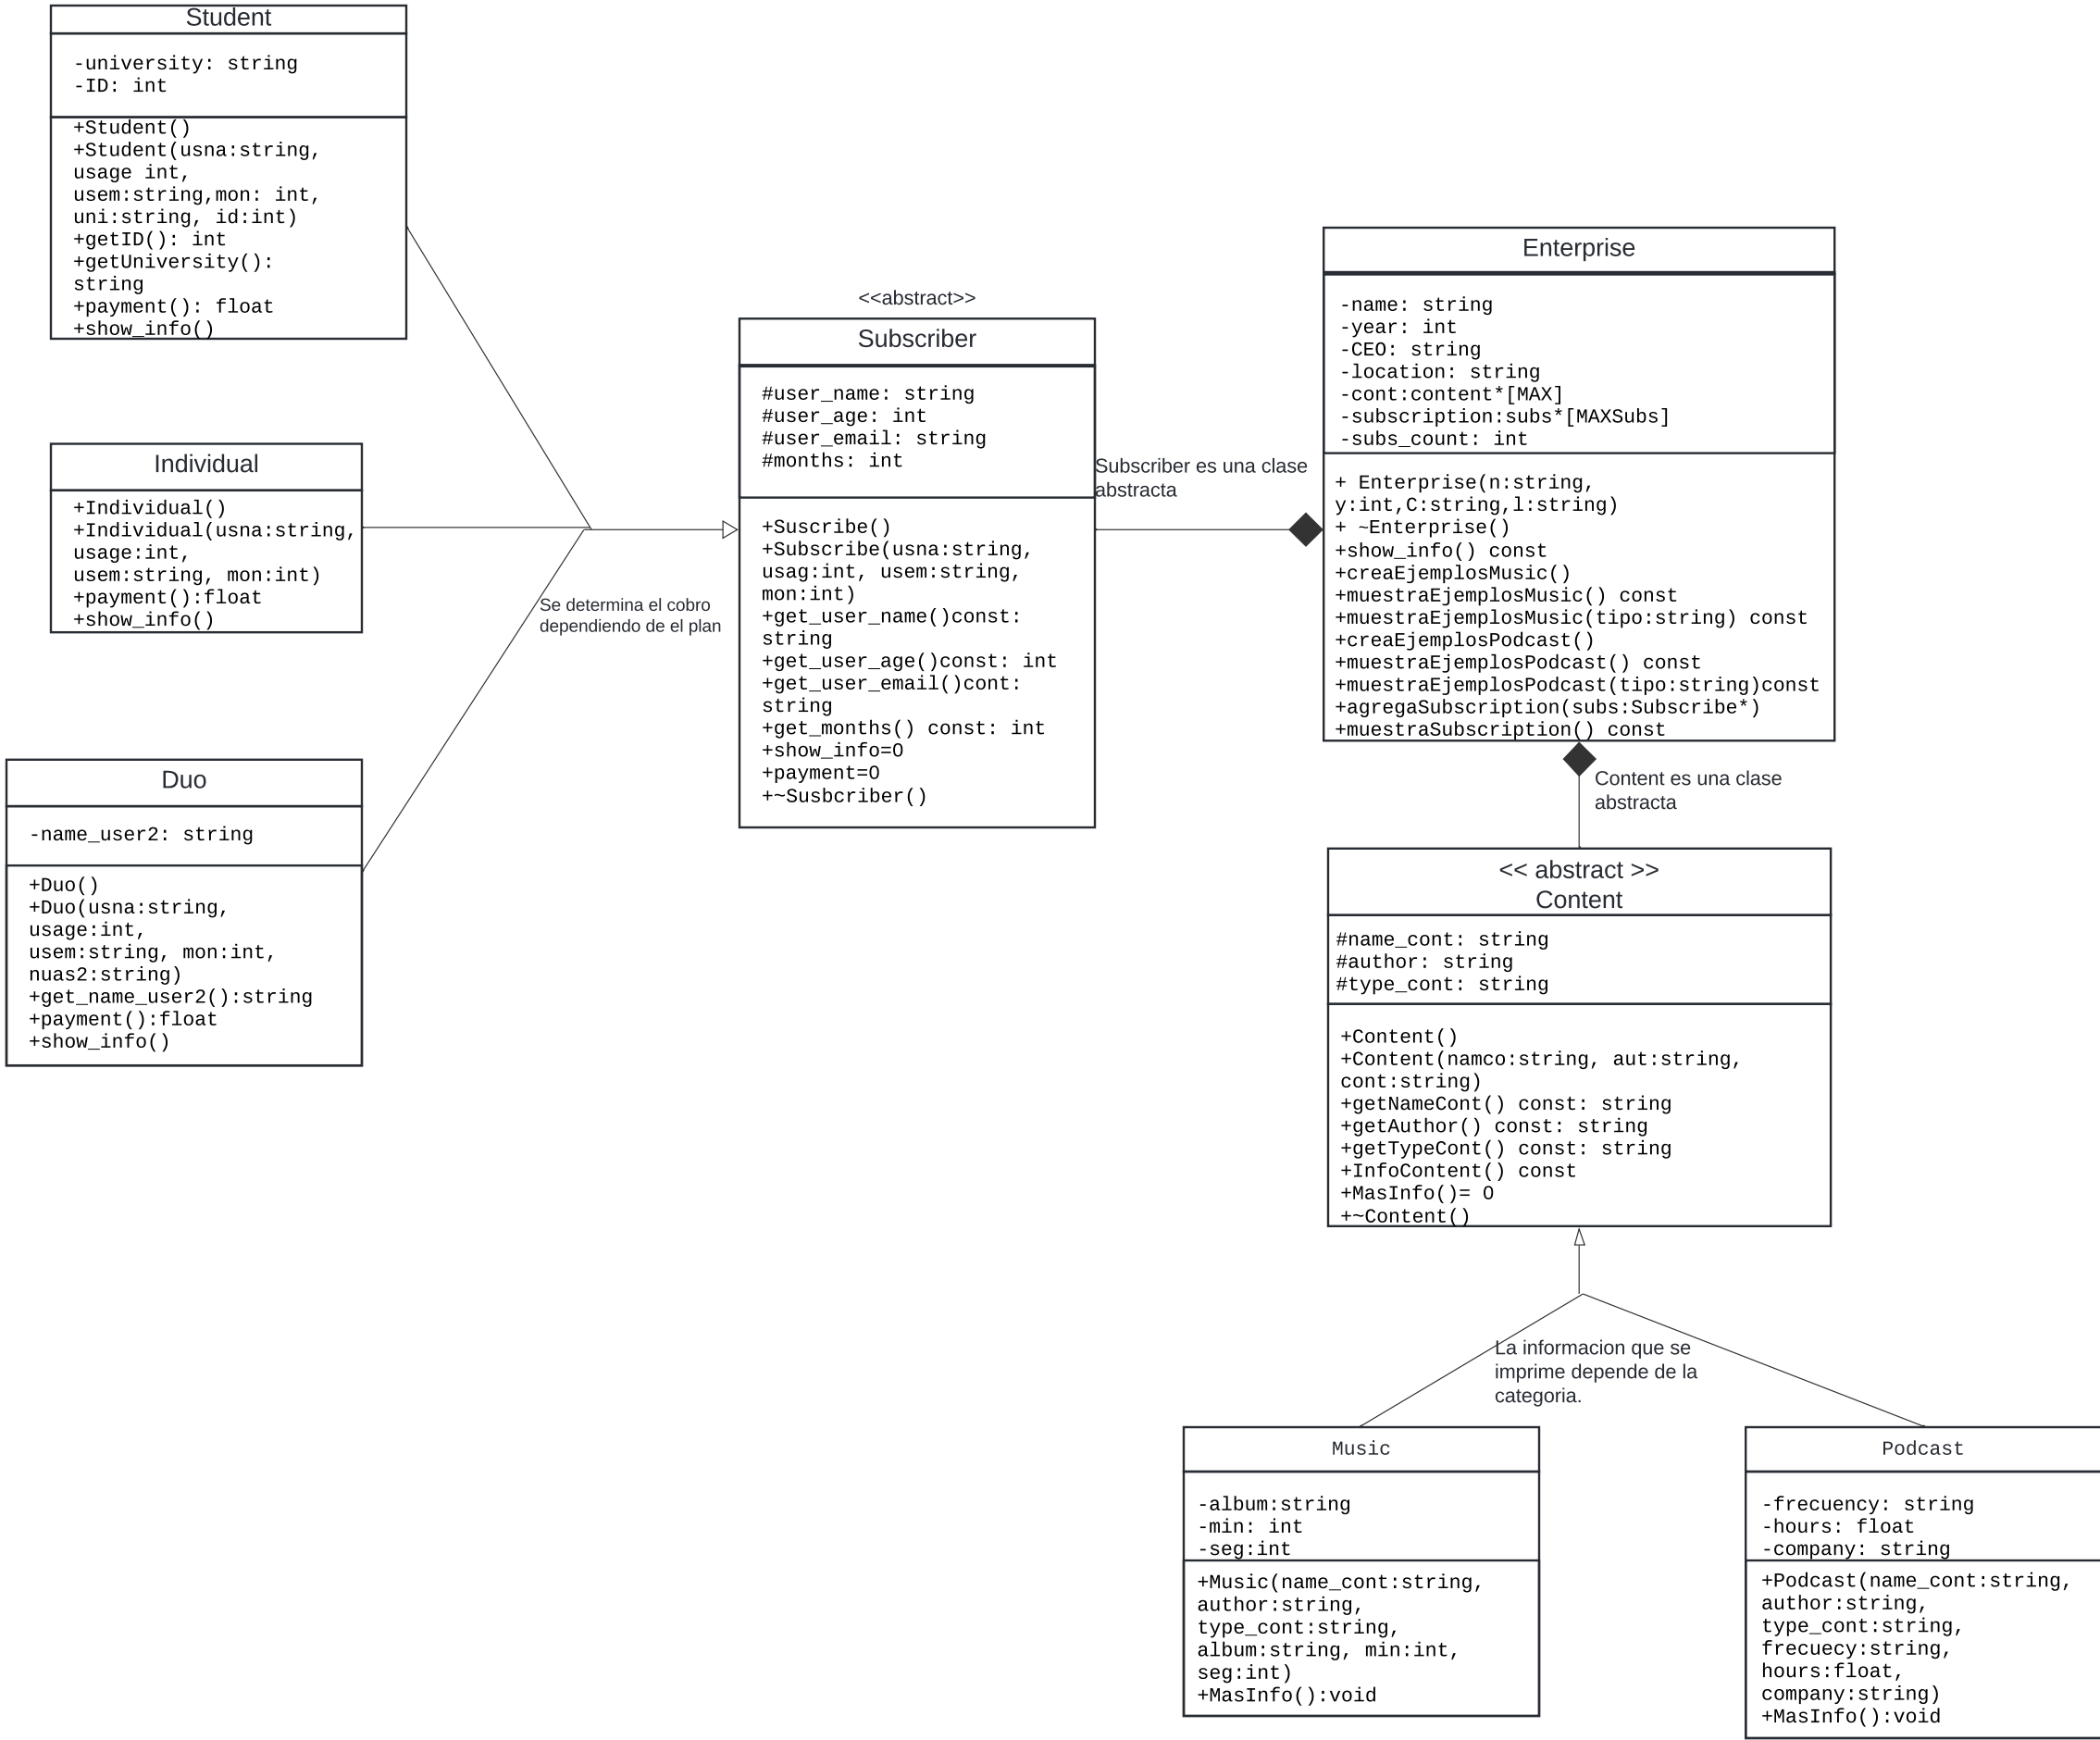 Student
-university: string
-ID: int
+Student()
+Student(usna:string,
usage int,
usem:string,mon: int,
uni:string, id:int)
+getID(): int
+getUniversity():
string
+payment(): float
+show_info()
Individual
+Individual()
+Individual(usna:string,
usage:int,
usem:string, mon:int)
+payment():float
+show_info()
Duo
-name_user2: string
+Duo()
+Duo(usna:string,
usage:int,
usem:string, mon:int,
nuas2:string)
+get_name_user2():string
+payment():float
+show_info()
Se determina el cobro
dependiendo de el plan
<<abstract>>
Subscriber
#user_name: string
#user_age: int
#user_email: string
#months: int
+Suscribe()
+Subscribe(usna:string,
usag:int, usem:string,
mon:int)
+get_user_name()const:
string
+get_user_age()const: int
+get_user_email()cont:
string
+get_months() const: int
+show_info=O
+payment=O
+~Susbcriber()
Subscriber es una clase
abstracta
Enterprise
-name: string
-year: int
-CEO: string
-location: string
-cont:content*[MAX]
-subscription:subs*[MAXSubs]
-subs_count: int
+ Enterprise(n:string,
y:int,C:string,l:string)
+ ~Enterprise()
+show_info() const
+creaEjemplosMusic()
+muestraEjemplosMusic() const
+muestraEjemplosMusic(tipo:string) const
+creaEjemplosPodcast()
+muestraEjemplosPodcast() const
+muestraEjemplosPodcast(tipo:string)const
+agregaSubscription(subs:Subscribe*)
+muestraSubscription() const
Content es una clase
abstracta
<< abstract >>
Content
#name_cont: string
#author: string
#type_cont: string
+Content()
+Content(namco:string, aut:string,
cont:string)
+getNameCont() const: string
+getAuthor() const: string
+getTypeCont() const: string
+InfoContent() const
+MasInfo()= O
+~Content()
La informacion que se
imprime depende de la
categoria.
Music
-album:string
-min: int
-seg:int
+Music(name_cont:string,
author:string,
type_cont:string,
album:string, min:int,
seg:int)
+MasInfo():void
Podcast
-frecuency: string
-hours: float
-company: string
+Podcast(name_cont:string,
author:string,
type_cont:string,
frecuecy:string,
hours:float,
company:string)
+MasInfo():void